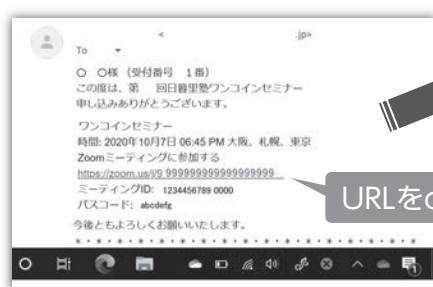 < .jp>
To
〇 〇様 (受付番号 1番)
この度は、第 回日暮里塾ワンコインセミナー
申し込みありがとうございます。
ワンコインセミナー
時間: 2020年10月7日 06:45 PM 大阪、札幌、東京
Zoomミーティングに参加する
https://zoom.us/j/9 999999999999999999
ミーティングID: 1234456789 0000
パスコード: abcdefg
今後ともよろしくお願いいたします。
URLを